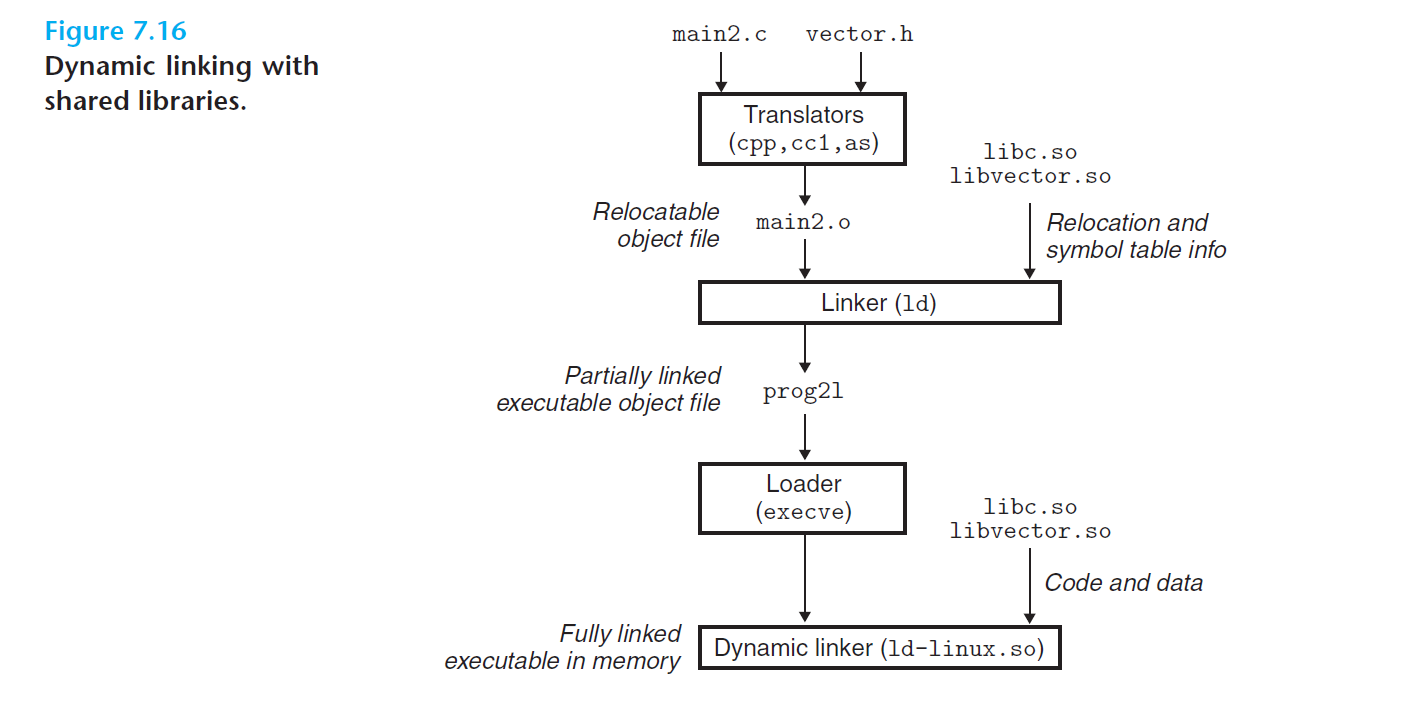 Figure 7.16
Dynamic linking with
shared libraries.
main2.c vector.h
Translators
(cpp,cc1,as)
libc.so
libvector.so
Relocatable
object file
main2.o
Relocation and
symbol table info
Linker (ld)
Partially linked
executable object file
prog2l
Loader
(execve)
libc.so
libvector.so
Code and data
Fully linked
executable in memory
Dynamic linker (ld-linux.so)